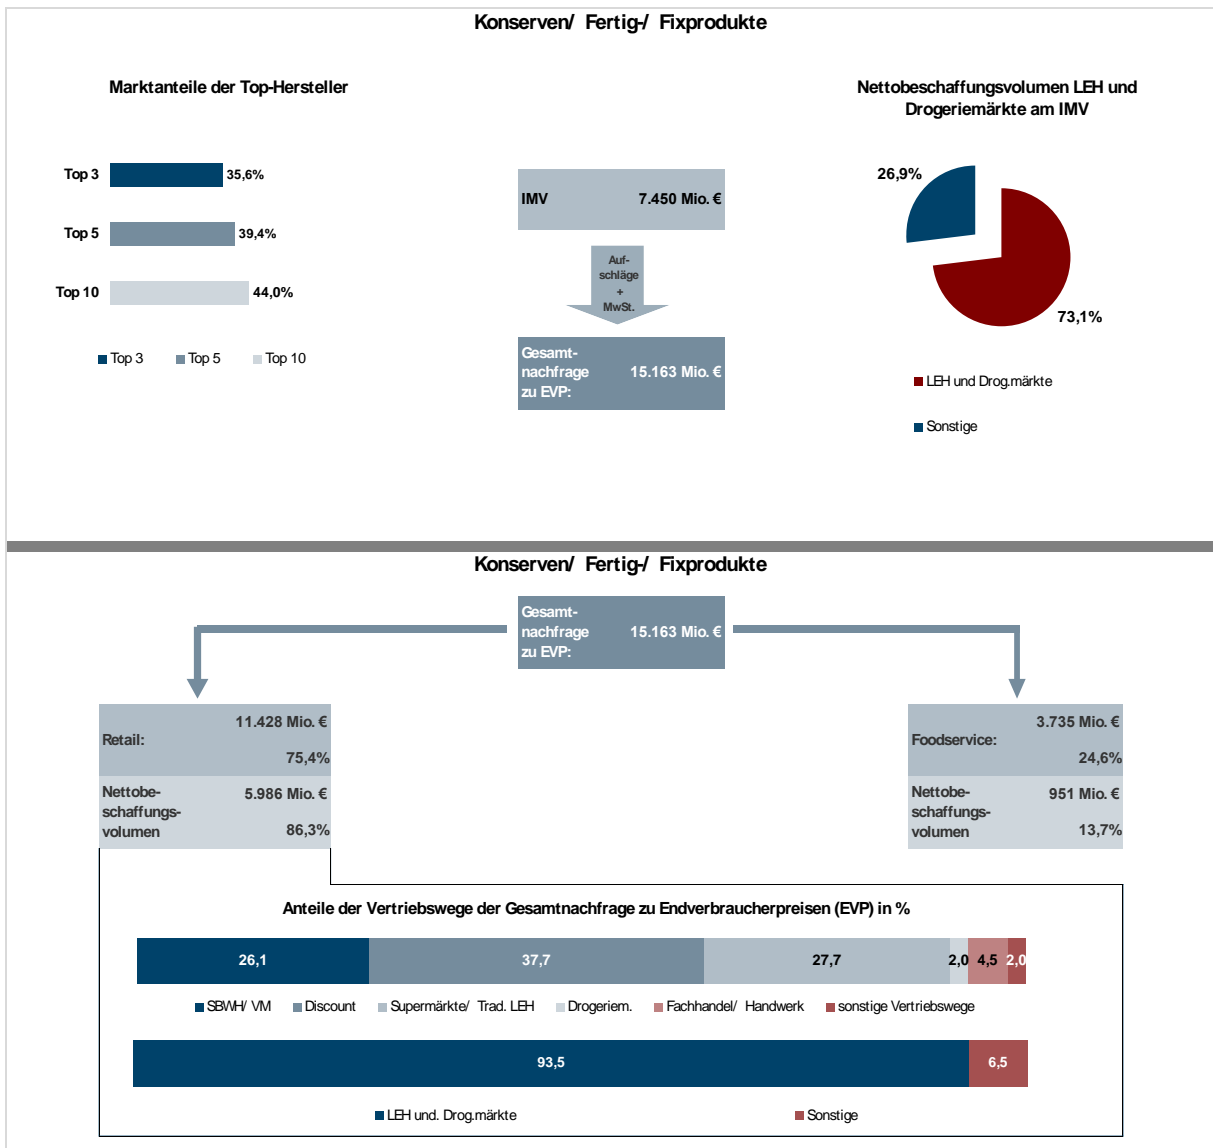 Konserven/ Fertig-/ Fixprodukte
Marktanteile der Top-Hersteller
Top 3
35,6%
Top 5
39,4%
Top 10
44,0%
Top 3 Top 5 Top 10
IMV 7.450 Mio. €
Auf-
schläge
+
MwSt.
Gesamt-
nachfrage
zu EVP:
15.163 Mio. €
Nettobeschaffungsvolumen LEH und
Drogeriemärkte am IMV
26,9%
73,1%
LEH und Drog.märkte
Sonstige
Konserven/ Fertig-/ Fixprodukte
Gesamt-
nachfrage
zu EVP:
15.163 Mio. €
Retail:
11.428 Mio. €
75,4%
Nettobe-
schaffungs-
volumen
5.986 Mio. €
86,3%
Foodservice:
3.735 Mio. €
24,6%
Nettobe-
schaffungs-
volumen
951 Mio. €
13,7%
Anteile der Vertriebswege der Gesamtnachfrage zu Endverbraucherpreisen (EVP) in %
26,1 37,7 27,7 2,0 4,5 2,0
SBWH/ VM Discount Supermärkte/ Trad. LEH Drogeriem. Fachhandel/ Handwerk sonstige Vertriebswege
93,5 6,5
LEH und. Drog.märkte Sonstige